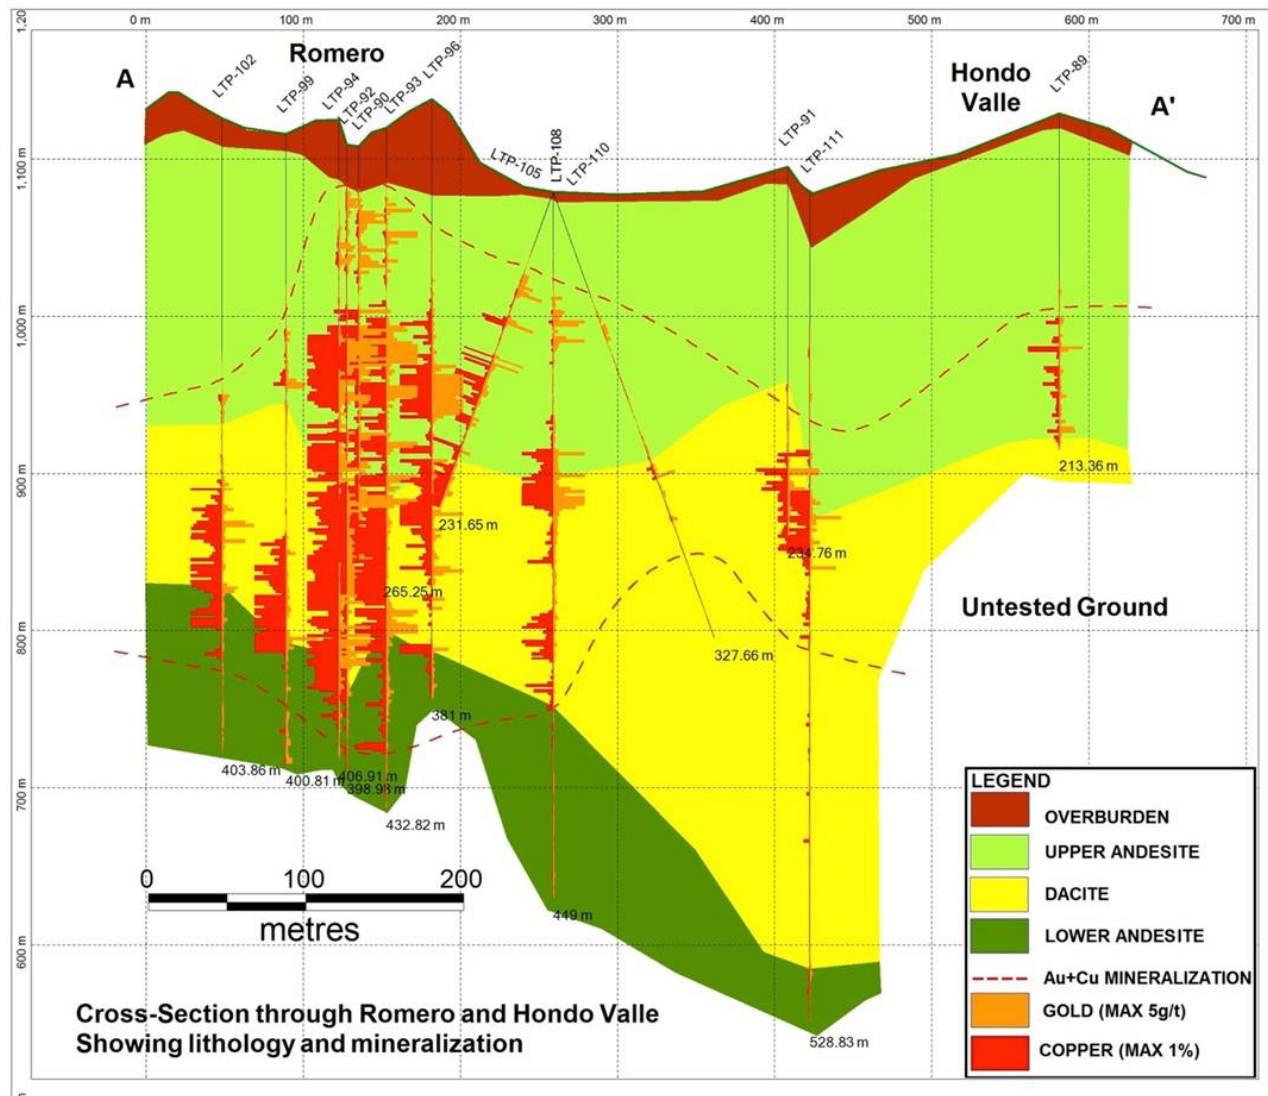 1,20
0 m
100 m
200 m
300 m
400 m
500 m
600 m
700 m
Romero
A
LTP-102
LTP-99
LTP-94
LTP-92
LTP-90
LTP-93
LTP-96
LTP-105
LTP-108
LTP-110
LTP-91
LTP-111
Hondo
Valle
LTP-89
A'
1,100 m
1,000 m
900 m
800 m
700 m
600 m
213.36 m
231.65 m
234.76 m
265.25 m
327.66 m
381 m
403.86 m
400.81 m
406.91 m
398.98 m
432.82 m
449 m
528.83 m
Untested Ground
0
100
200
metres
Cross-Section through Romero and Hondo Valle
Showing lithology and mineralization
LEGEND
OVERBURDEN
UPPER ANDESITE
DACITE
LOWER ANDESITE
Au+Cu MINERALIZATION
GOLD (MAX 5g/t)
COPPER (MAX 1%)